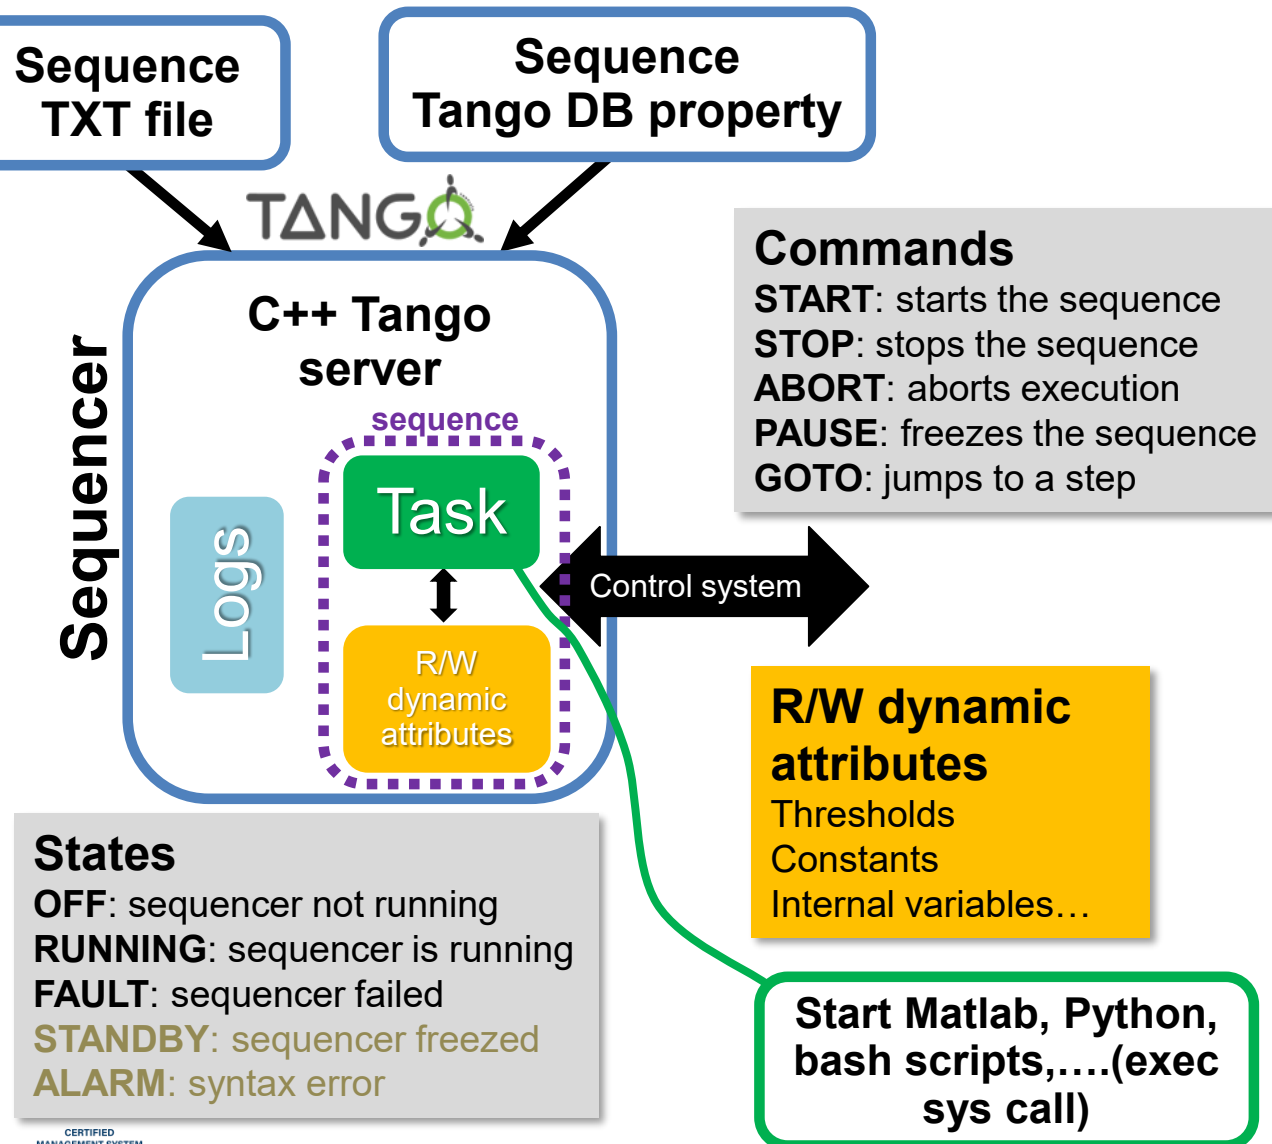 Sequence
TXT file
Sequence
Tango DB property
TANGO
Sequencer
C++ Tango
server
sequence
Task
Logs
R/W
dynamic
attributes
Control system
Commands
START: starts the sequence
STOP: stops the sequence
ABORT: aborts execution
PAUSE: freezes the sequence
GOTO: jumps to a step
R/W dynamic
attributes
Thresholds
Constants
Internal variables…
States
OFF: sequencer not running
RUNNING: sequencer is running
FAULT: sequencer failed
STANDBY: sequencer freezed
ALARM: syntax error
Start Matlab, Python,
bash scripts,….(exec
sys call)
CERTIFIED
MANAGEMENT SYSTEM